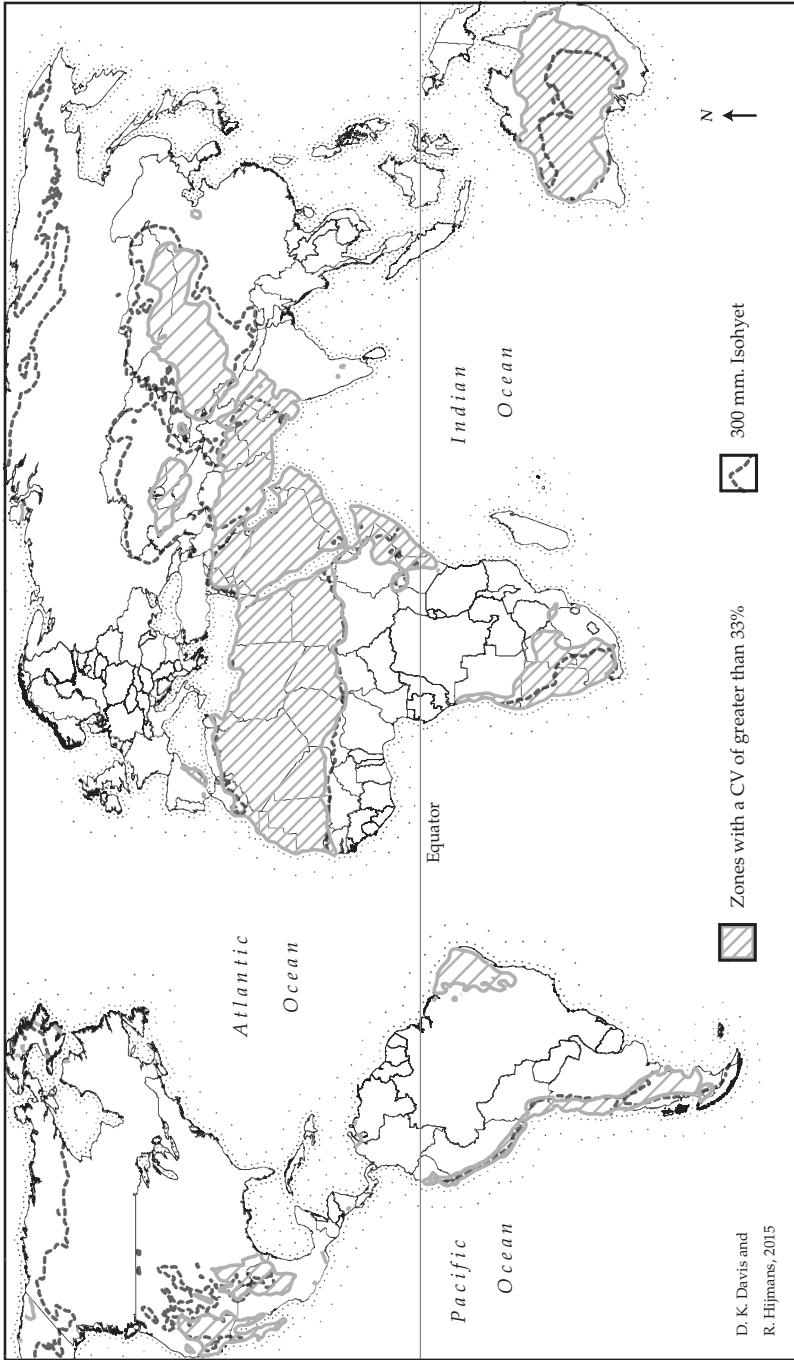 Atlantic
Ocean
Equator
Pacific
Ocean
Indian
Ocean
N
D. K. Davis and
R. Hijmans, 2015
Zones with a CV of greater than 33%
300 mm. Isohyet